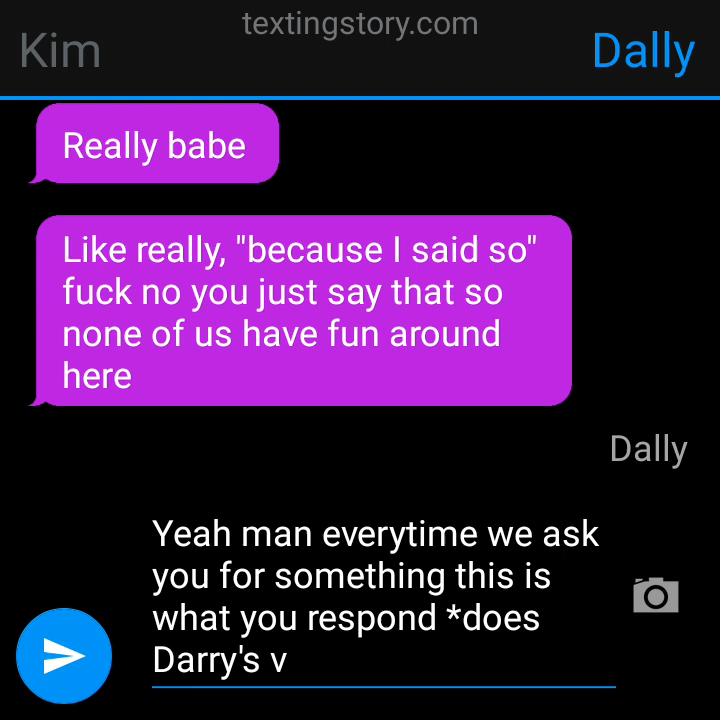 textingstory.com
Kim
Dally
Really babe
Like really, "because I said so"
fuck no you just say that so
none of us have fun around
here
Dally
Yeah man everytime we ask
you for something this is
what you respond *does
Darry's v